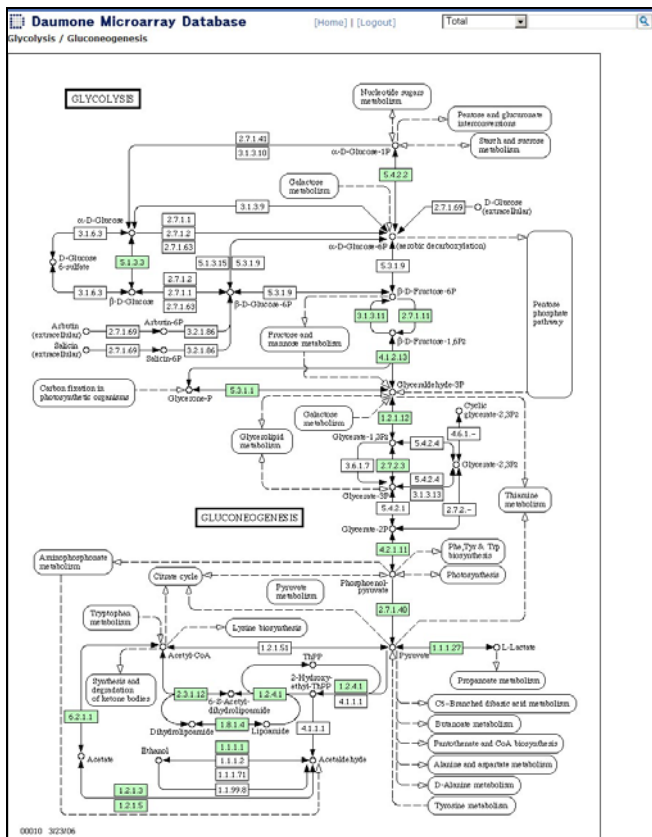 Daumone Microarray Database
[Home] | [Logout]
Total
Glycolysis / Gluconeogenesis
GLYCOLYSIS
Nucleotide sugars
metabolism
Pentose and glucuronate
interconversions
Starch and sucrose
metabolism
α-D-Glucose-1P
2.7.1.41
3.1.3.10
5.4.2.2
Galactose
metabolism
3.1.3.9
2.7.1.69
D-Glucose
(extracellular)
α-D-Glucose
2.7.1.1
2.7.1.2
2.7.1.63
3.1.6.3
α-D-Glucose-6P
(aerobic decarboxylation)
D-Glucose
6-sulfate
5.1.3.3
5.1.3.15
5.3.1.9
5.3.1.9
2.7.1.2
2.7.1.1
2.7.1.63
3.1.6.3
β-D-Glucose
β-D-Glucose-6P
5.3.1.9
β-D-Fructose-6P
Pentose
phosphate
pathway
3.1.3.11
2.7.1.11
Arbutin
(extracellular)
2.7.1.69
Arbutin-6P
3.2.1.86
Salicin
(extracellular)
2.7.1.69
Salicin-6P
3.2.1.86
Fructose and
mannose metabolism
β-D-Fructose-1,6P2
4.1.2.13
Carbon fixation in
photosynthetic organisms
Glycerone-P
5.3.1.1
Glyceraldehyde-3P
Galactose
metabolism
1.2.1.12
Cyclic
glycerate-2,3P2
Glycerolipid
metabolism
Glycerate-1,3P2
4.6.1.-
5.4.2.4
3.6.1.7
2.7.2.3
Glycerate-2,3P2
5.4.2.4
3.1.3.13
Glycerate-3P
Thiamine
metabolism
GLUCONEOGENESIS
5.4.2.1
2.7.2.-
Glycerate-2P
4.2.1.11
Phe, Tyr & Trp
biosynthesis
Aminophosphonate
metabolism
Citrate cycle
Pyruvate
metabolism
Phosphoenol-
pyruvate
Photosynthesis
2.7.1.40
Tryptophan
metabolism
Lysine biosynthesis
Acetyl-CoA
1.2.1.51
Pyruvate
1.1.1.27
L-Lactate
ThPP
Synthesis and
degradation
of ketone bodies
2-Hydroxy-
ethyl-ThPP
Propanoate metabolism
2.3.1.12
1.2.4.1
1.2.4.1
4.1.1.1
6-S-Acetyl-
dihydrolipoamide
C5-Branched dibasic acid metabolism
6.2.1.1
1.8.1.4
Dihydrolipoamide
Lipoamide
4.1.1.1
Butanoate metabolism
Pantothenate and CoA biosynthesis
Acetate
Ethanol
1.1.1.1
1.1.1.2
1.1.1.71
1.1.99.8
Acetaldehyde
Alanine and aspartate metabolism
D-Alanine metabolism
1.2.1.3
1.2.1.5
Tyrosine metabolism
00010 3/23/06